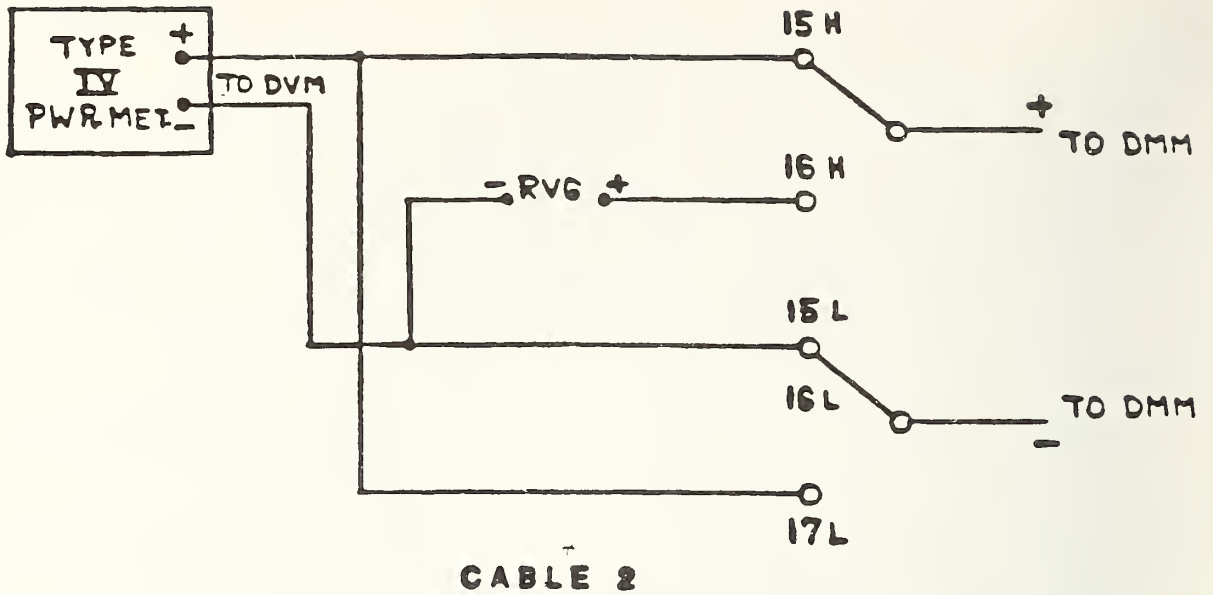 TYPE
IV
PWR MET.
+
-
TO DVM
15 H
+
TO DMM
16 H
- RVG +
15 L
16 L
TO DMM
-
17 L
CABLE 2